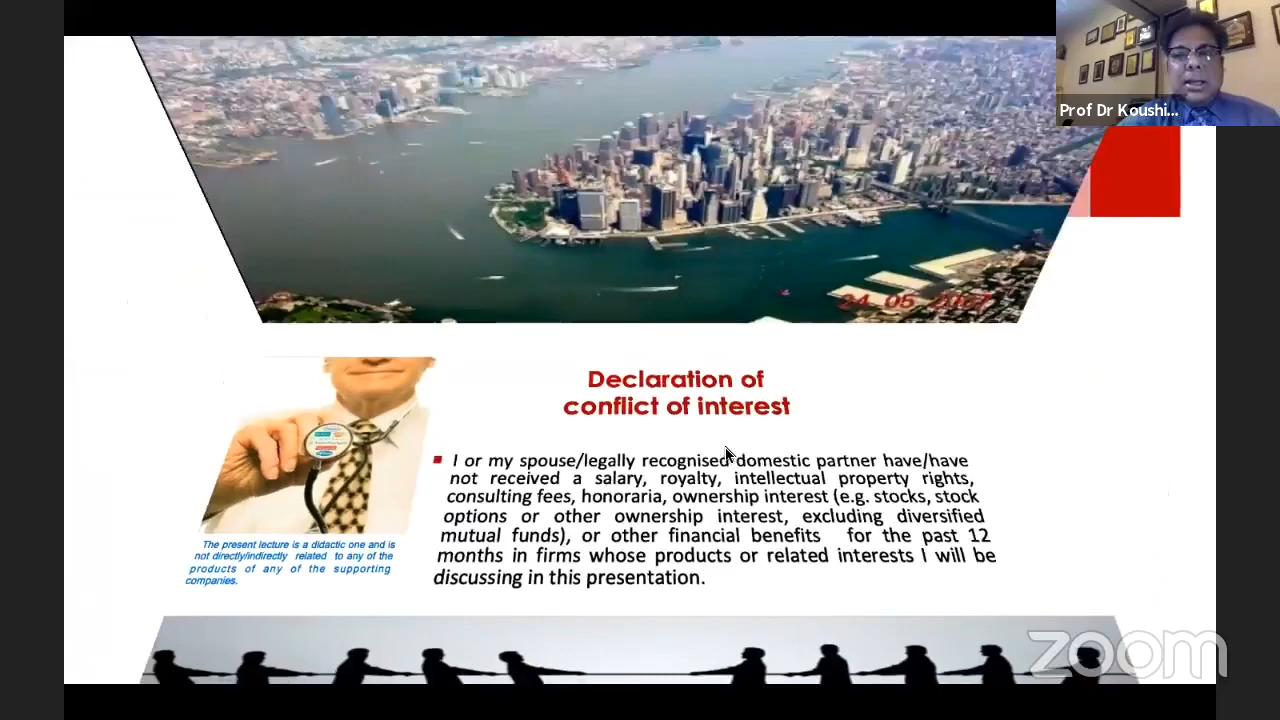 Prof Dr Koushi...
24 05 2007
Declaration of
conflict of interest
I or my spouse/legally recognised domestic partner have/have
not received a salary, royalty, intellectual property rights,
consulting fees, honoraria, ownership interest (e.g. stocks, stock
options or other ownership interest, excluding diversified
mutual funds), or other financial benefits for the past 12
months in firms whose products or related interests I will be
discussing in this presentation.
The present lecture is a didactic one and is
not directly/indirectly related to any of the
products of any of the supporting
companies.
zoom